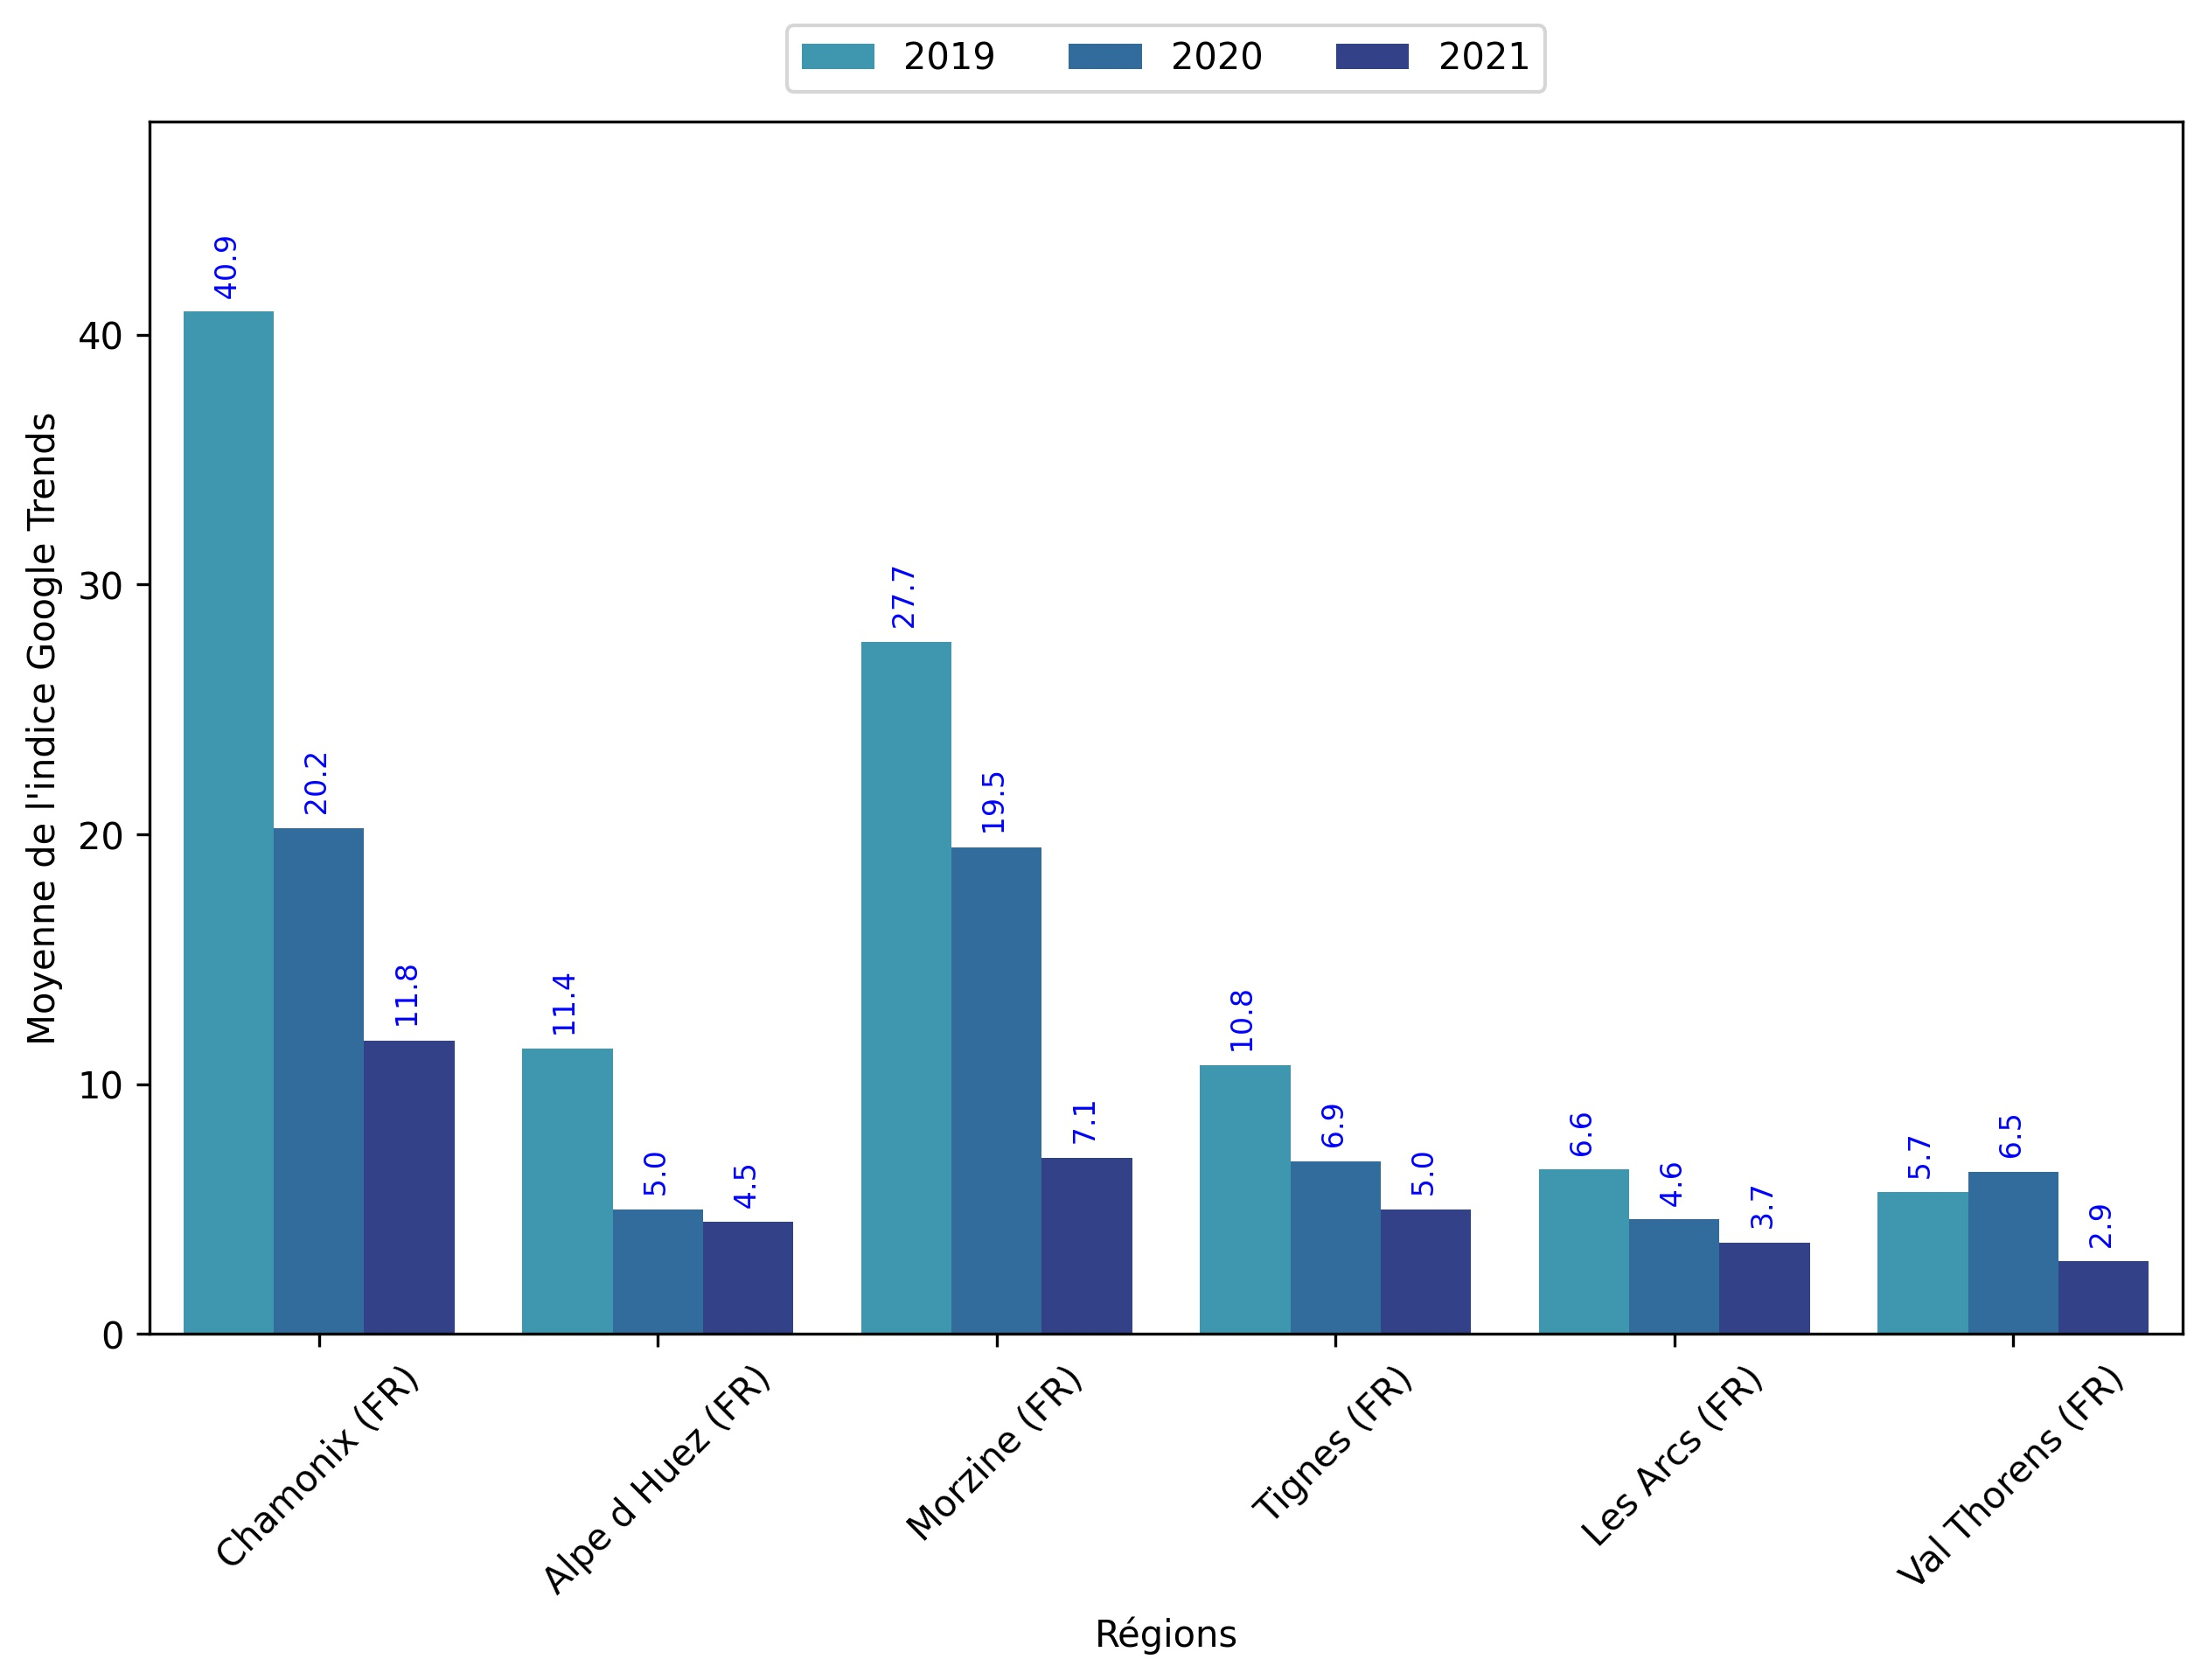 2019 2020 2021
Moyenne de l'indice Google Trends
40
30
20
10
0
40.9
20.2
11.8
11.4
5.0
4.5
27.7
19.5
7.1
10.8
6.9
5.0
6.6
4.6
3.7
5.7
6.5
2.9
Chamonix (FR)
Alpe d Huez (FR)
Morzine (FR)
Tignes (FR)
Les Arcs (FR)
Val Thorens (FR)
Régions